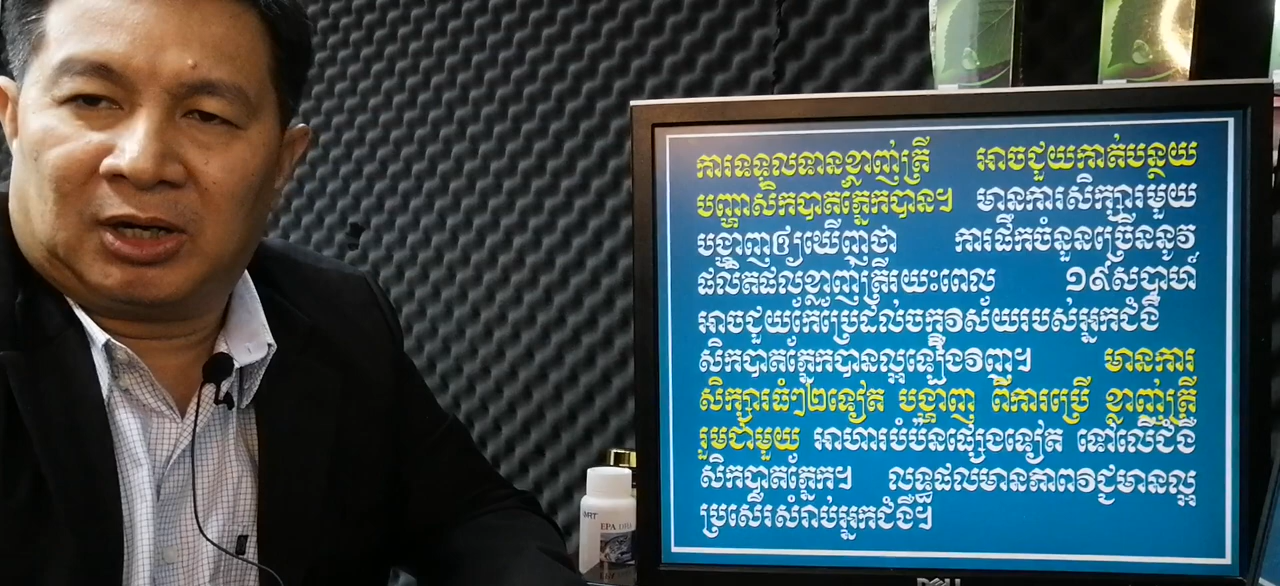 ការទទួលទានខ្លាញ់ត្រី អាចជួយកាត់បន្ថយ
បញ្ហាសឹកបាតភ្នែកបាន។ មានការសិក្សារមួយ
បង្ហាញឲ្យឃើញថា ការផឹកចំនួនច្រើននូវ
ផលិតផលខ្លាញ់ត្រីរយះពេល ១៩សបា្តហ៍
អាចជួយកែប្រែដល់ចក្ខុវិស័យរបស់អ្នកជំងឺ
សឹកបាតភ្នែកបានល្អឡើងវិញ។ មានការ
សិក្សារធំៗ២ទៀត បង្ហាញ ពីការប្រើ ខ្លាញ់ត្រី
រួមជាមួយ អាហារបំប៉នផ្សេងទៀត ទៅលើជំងឺ
សឹកបាតភ្នែក។ លទ្ធផលមានភាពវិជ្ជមានល្អ
ប្រសើរសំរាប់អ្នកជំងឺ។
EPA DHA
DELL